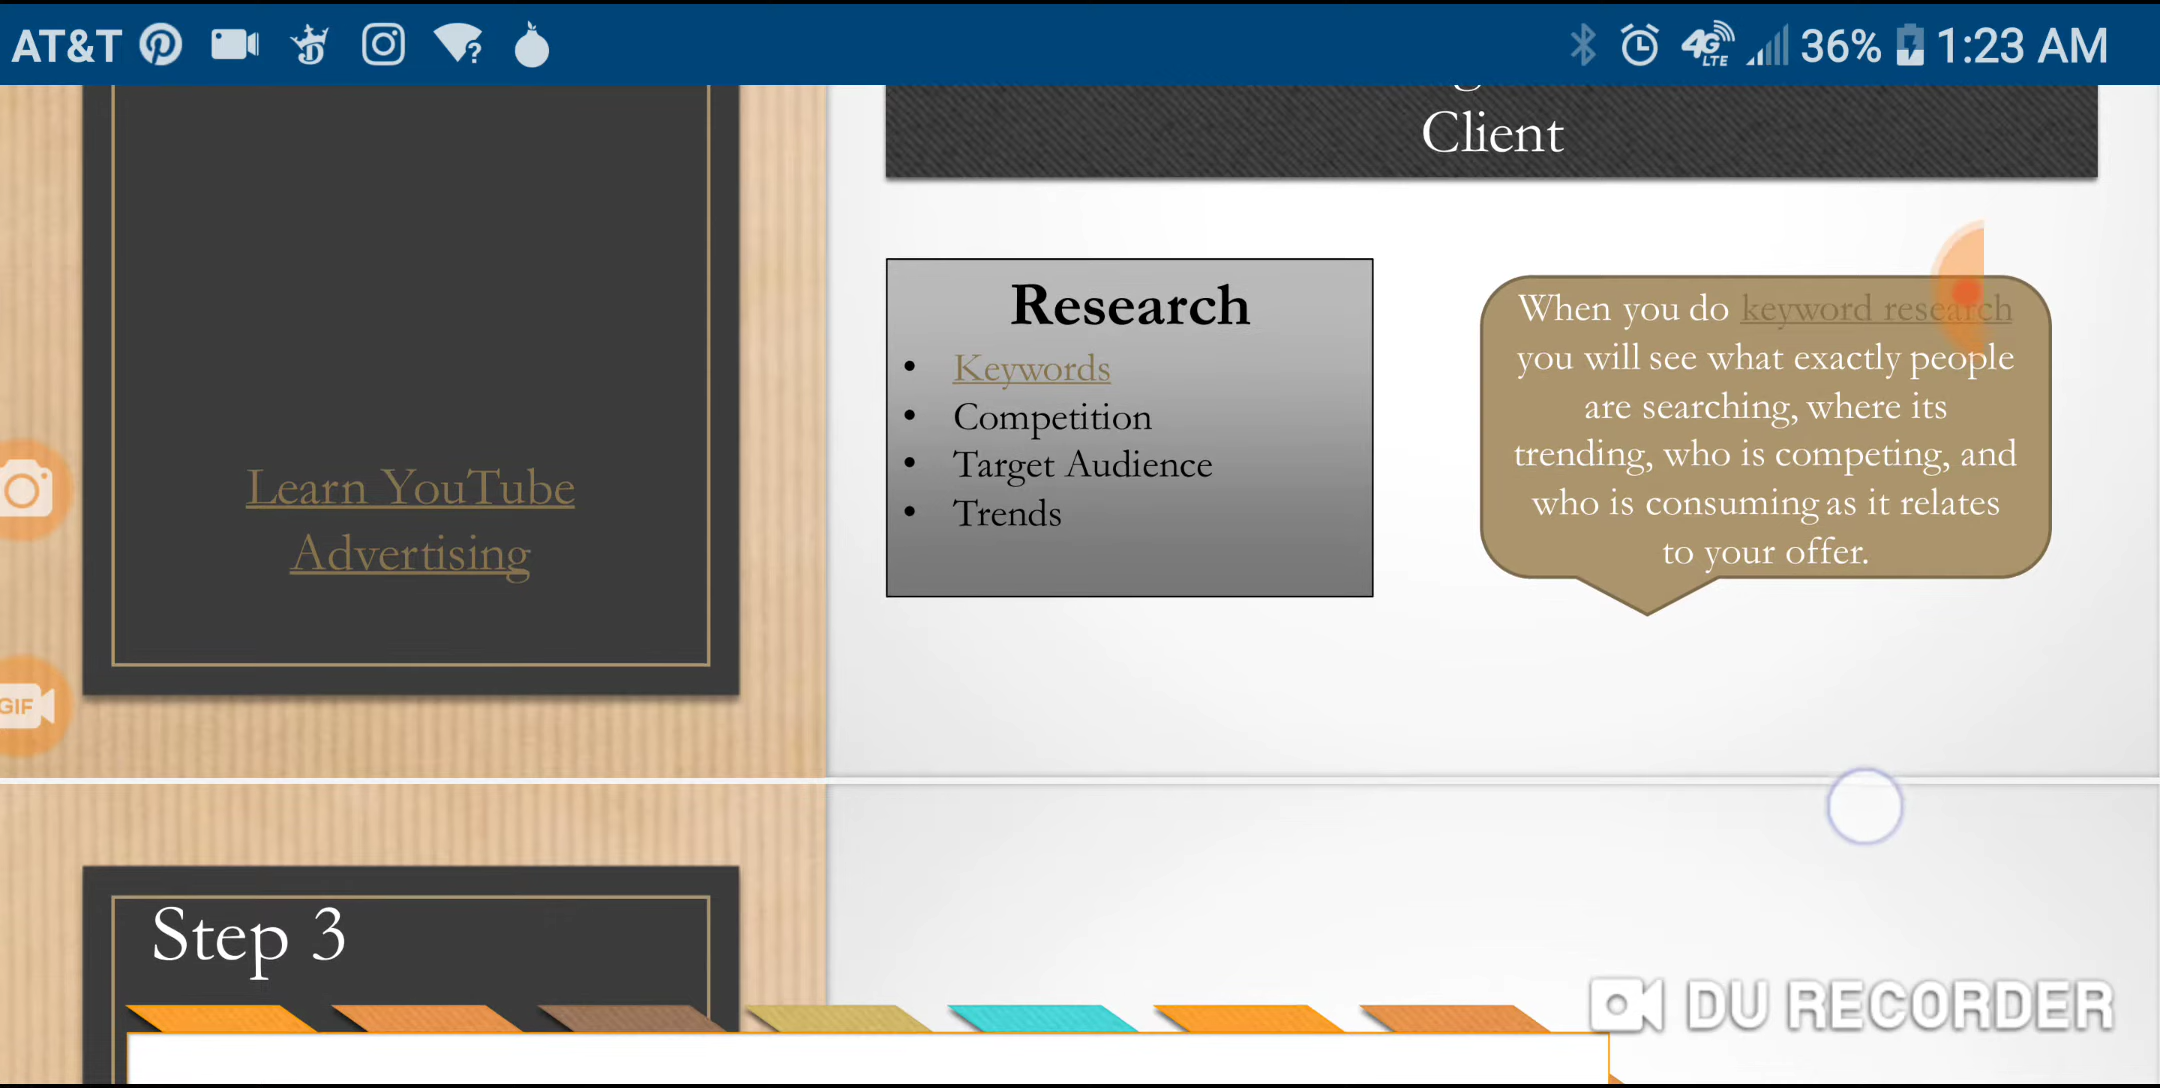 AT&T
36% 1:23 AM
4G
LTE
Client
Research
• Keywords
• Competition
• Target Audience
• Trends
When you do keyword research
you will see what exactly people
are searching, where its
trending, who is competing, and
who is consuming as it relates
to your offer.
Learn YouTube
Advertising
GIF
Step 3
DU RECORDER